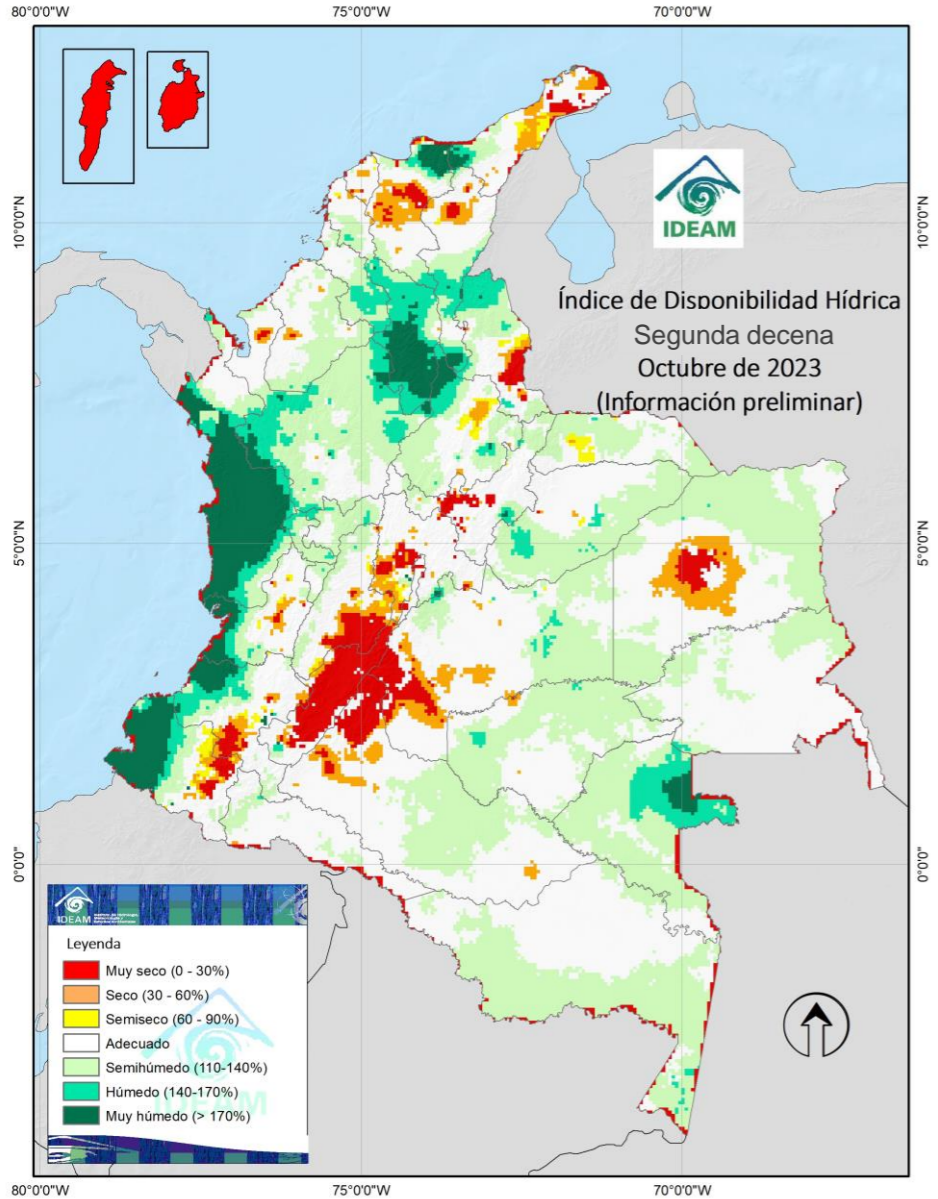 80°0'0"W 75°0'0"W 70°0'0"W
10°0'0"N
10°0'0"N
IDEAM
Índice de Disponibilidad Hídrica
Segunda decena
Octubre de 2023
(Información preliminar)
5°0'0"N
5°0'0"N
0°0'0"
0°0'0"
IDEAM
Leyenda
Muy seco (0 - 30%)
Seco (30 - 60%)
Semiseco (60 - 90%)
Adecuado
Semihúmedo (110-140%)
Húmedo (140-170%)
Muy húmedo (> 170%)
IDEAM
80°0'0"W 75°0'0"W 70°0'0"W